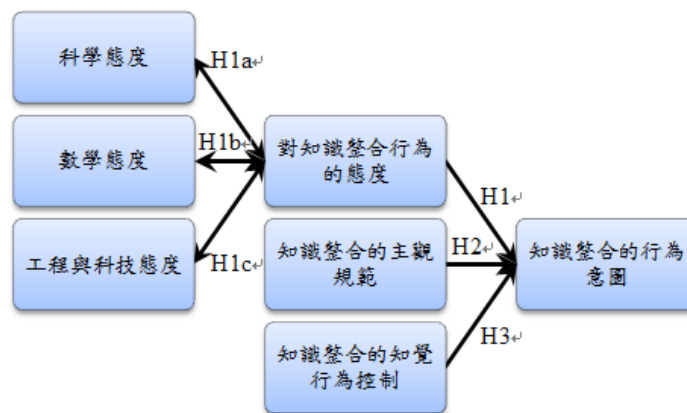 科學態度
H1a
數學態度
H1b
對知識整合行為
的態度
H1
工程與科技態度
H1c
知識整合的主觀
規範
H2
知識整合的行為
意圖
知識整合的知覺
行為控制
H3